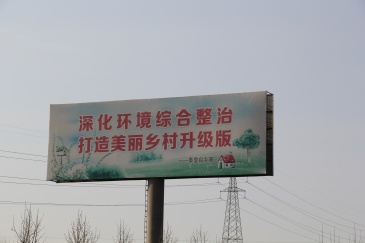 深化环境综合整治
打造美丽乡村升级版